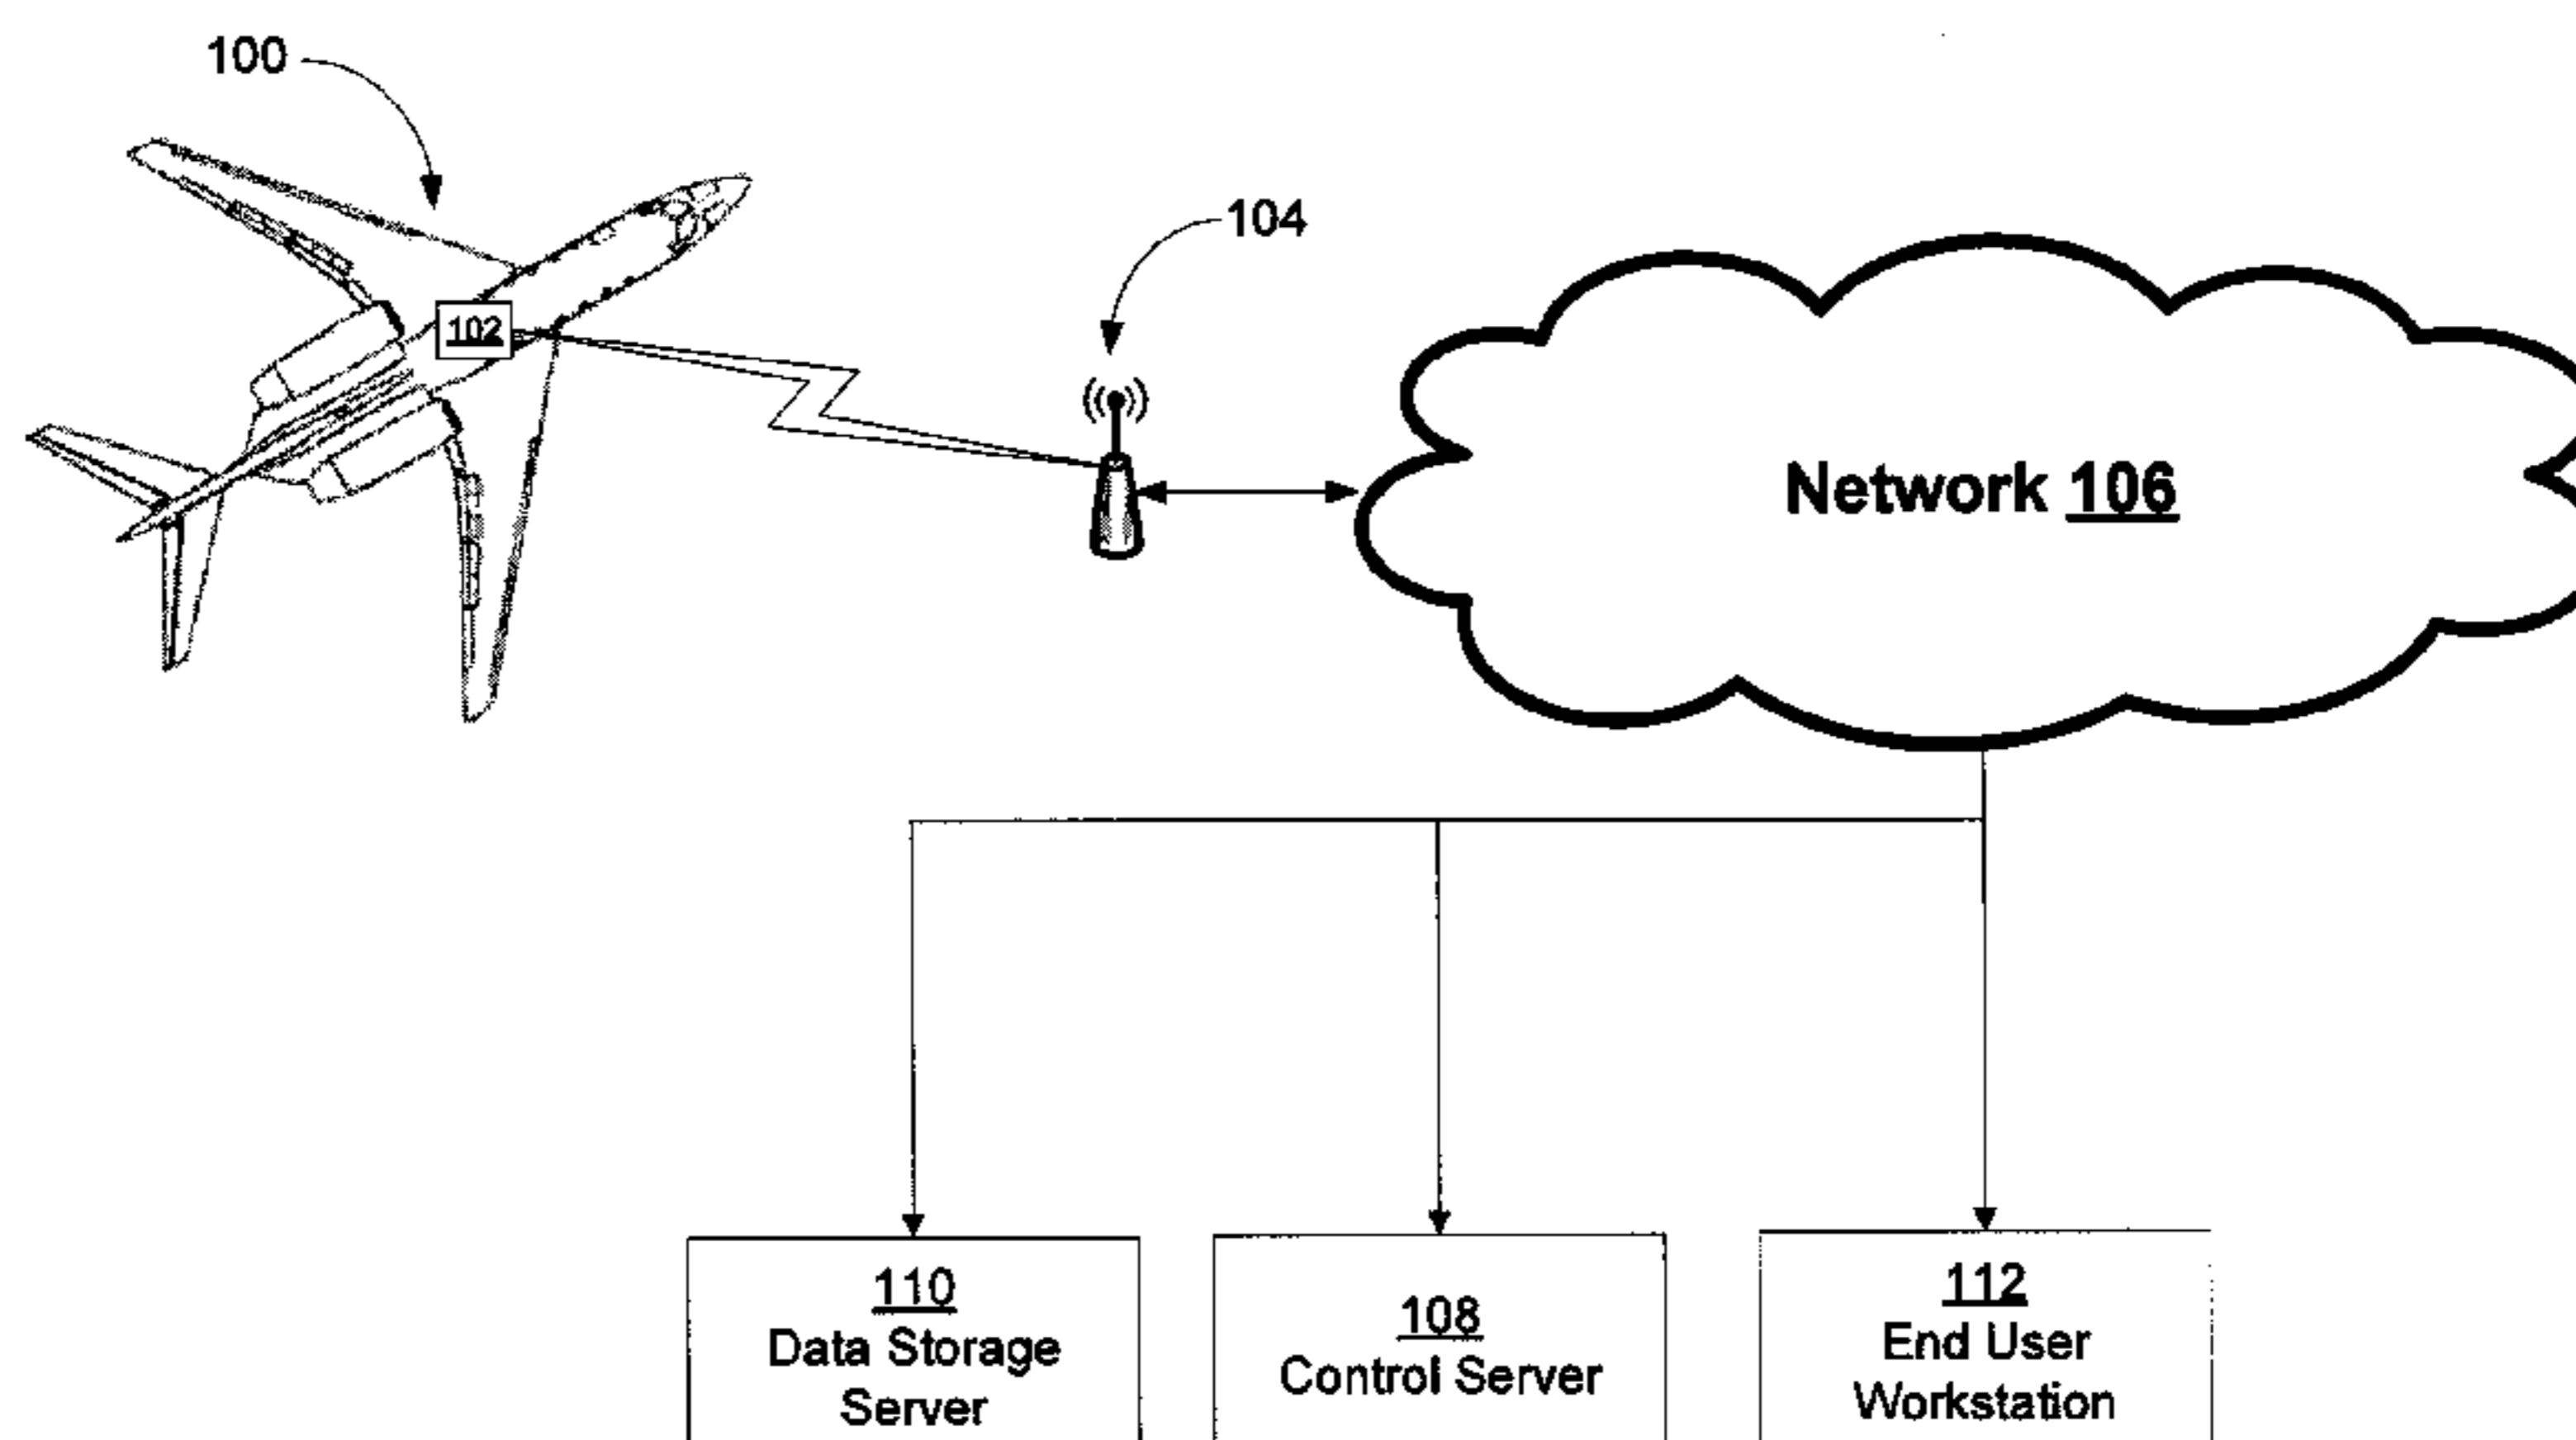 100
104
102
Network 106
110
Data Storage
Server
108
Control Server
112
End User
Workstation